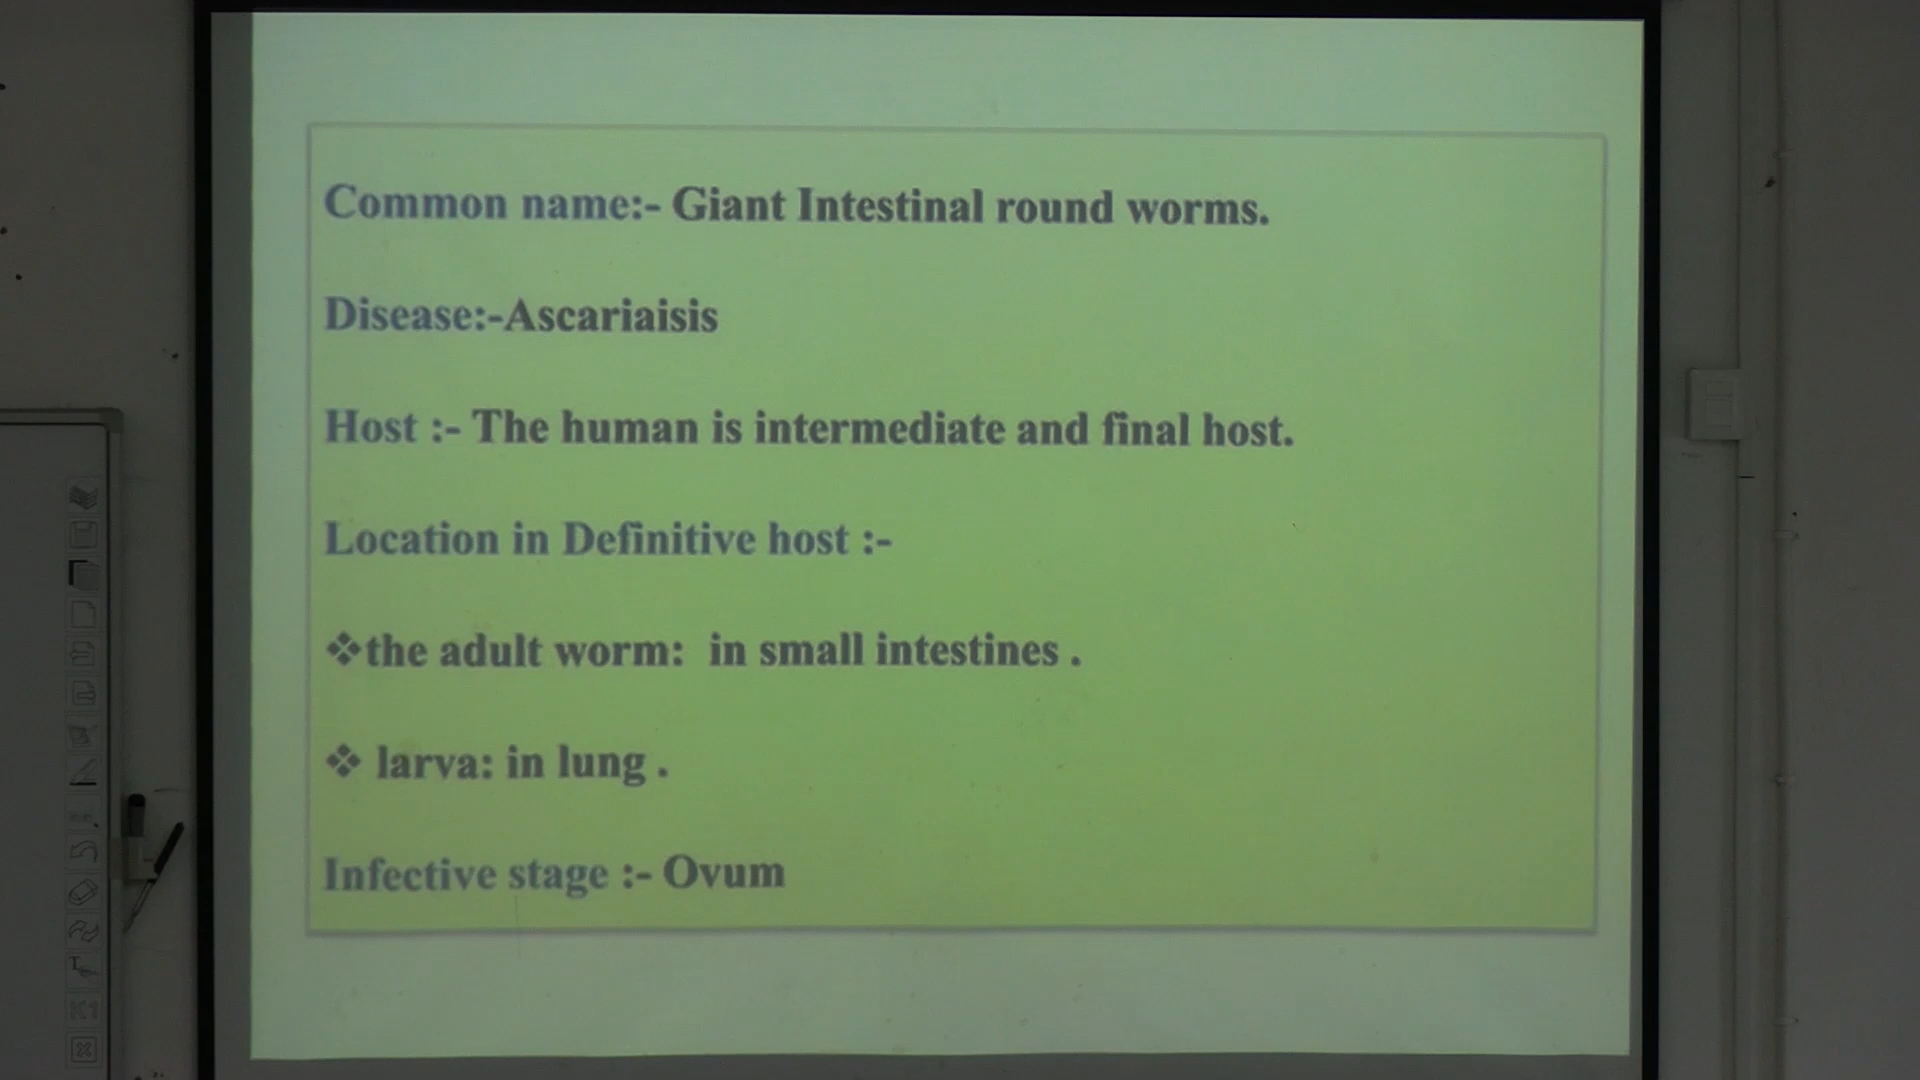 Common name:- Giant Intestinal round worms.
Disease:-Ascariaisis
Host :- The human is intermediate and final host.
Location in Definitive host :-
❖the adult worm: in small intestines .
❖ larva: in lung .
Infective stage :- Ovum
T
K1